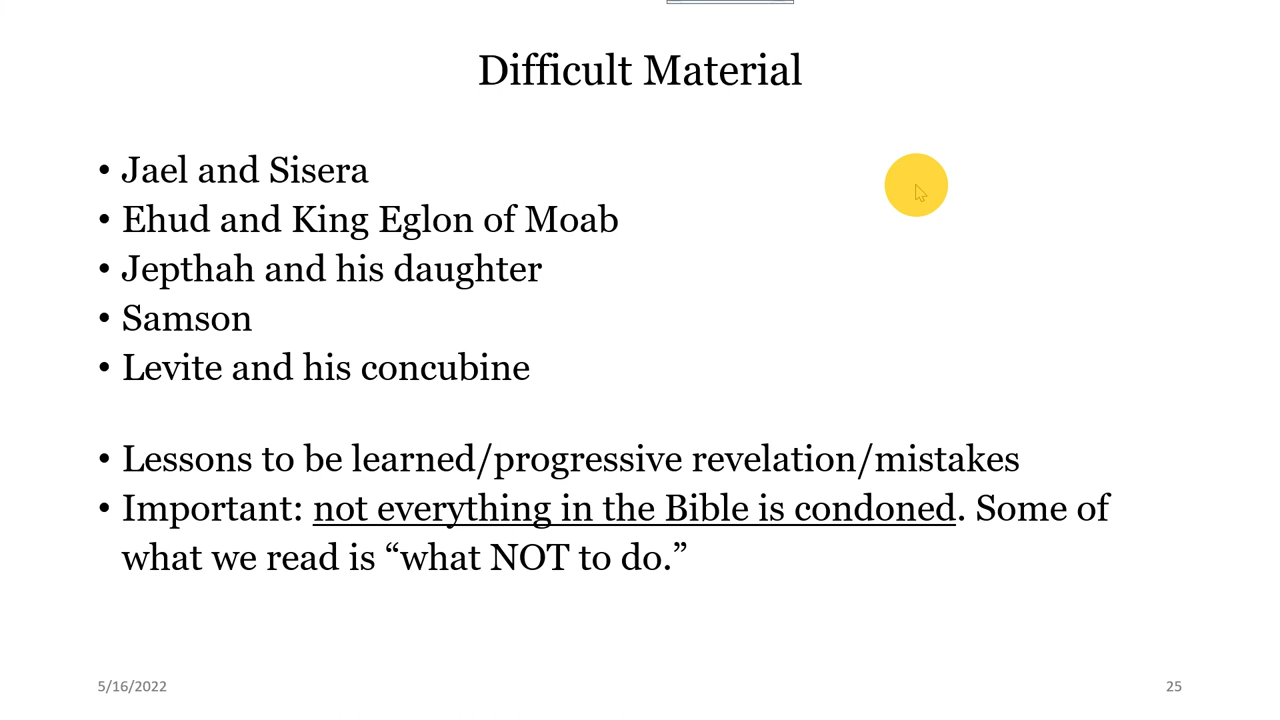 Difficult Material
• Jael and Sisera
• Ehud and King Eglon of Moab
• Jepthah and his daughter
• Samson
• Levite and his concubine
• Lessons to be learned/progressive revelation/mistakes
• Important: not everything in the Bible is condoned. Some of
what we read is “what NOT to do.”
5/16/2022
25